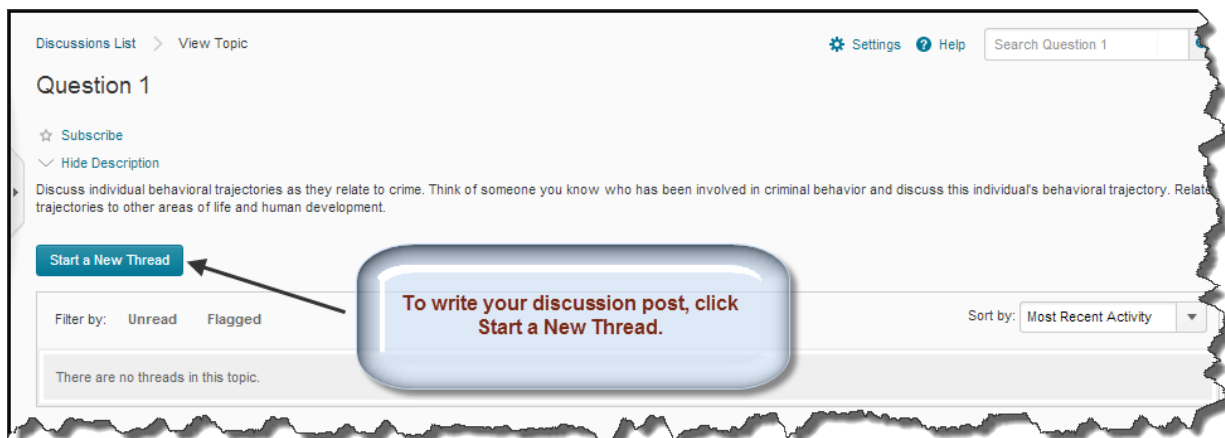 Discussions List View Topic Settings Help Search Question 1
Question 1
Subscribe
Hide Description
Discuss individual behavioral trajectories as they relate to crime. Think of someone you know who has been involved in criminal behavior and discuss this individual's behavioral trajectory. Relate
trajectories to other areas of life and human development.
Start a New Thread
To write your discussion post, click
Start a New Thread.
Filter by: Unread Flagged Sort by: Most Recent Activity
There are no threads in this topic.